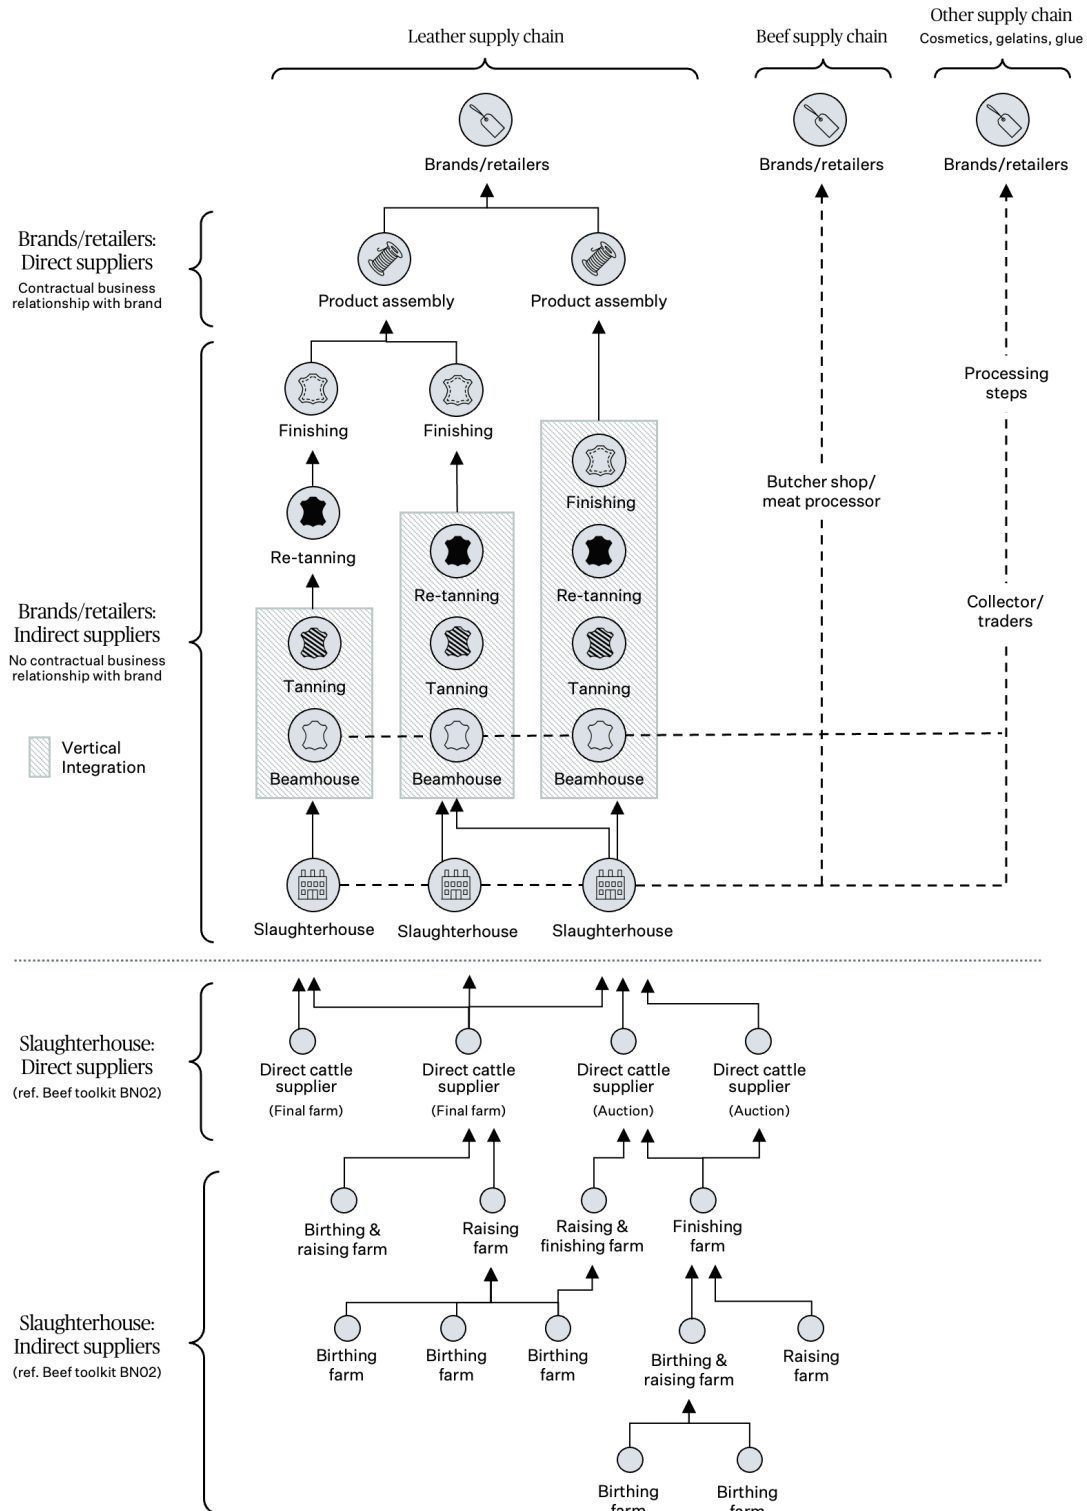 Leather supply chain
Beef supply chain
Other supply chain
Cosmetics, gelatins, glue
Brands/retailers
Brands/retailers
Brands/retailers
Brands/retailers:
Direct suppliers
Contractual business
relationship with brand
Product assembly
Product assembly
Finishing
Finishing
Finishing
Processing
steps
Butcher shop/
meat processor
Re-tanning
Re-tanning
Re-tanning
Collector/
traders
Brands/retailers:
Indirect suppliers
No contractual business
relationship with brand
Tanning
Tanning
Tanning
Vertical
Integration
Beamhouse
Beamhouse
Beamhouse
Slaughterhouse
Slaughterhouse
Slaughterhouse
Slaughterhouse:
Direct suppliers
(ref. Beef toolkit BN02)
Direct cattle
supplier
(Final farm)
Direct cattle
supplier
(Final farm)
Direct cattle
supplier
(Auction)
Direct cattle
supplier
(Auction)
Birthing &
raising farm
Raising
farm
Raising &
finishing farm
Finishing
farm
Slaughterhouse:
Indirect suppliers
(ref. Beef toolkit BN02)
Birthing
farm
Birthing
farm
Birthing
farm
Birthing &
raising farm
Raising
farm
Birthing
farm
Birthing
farm